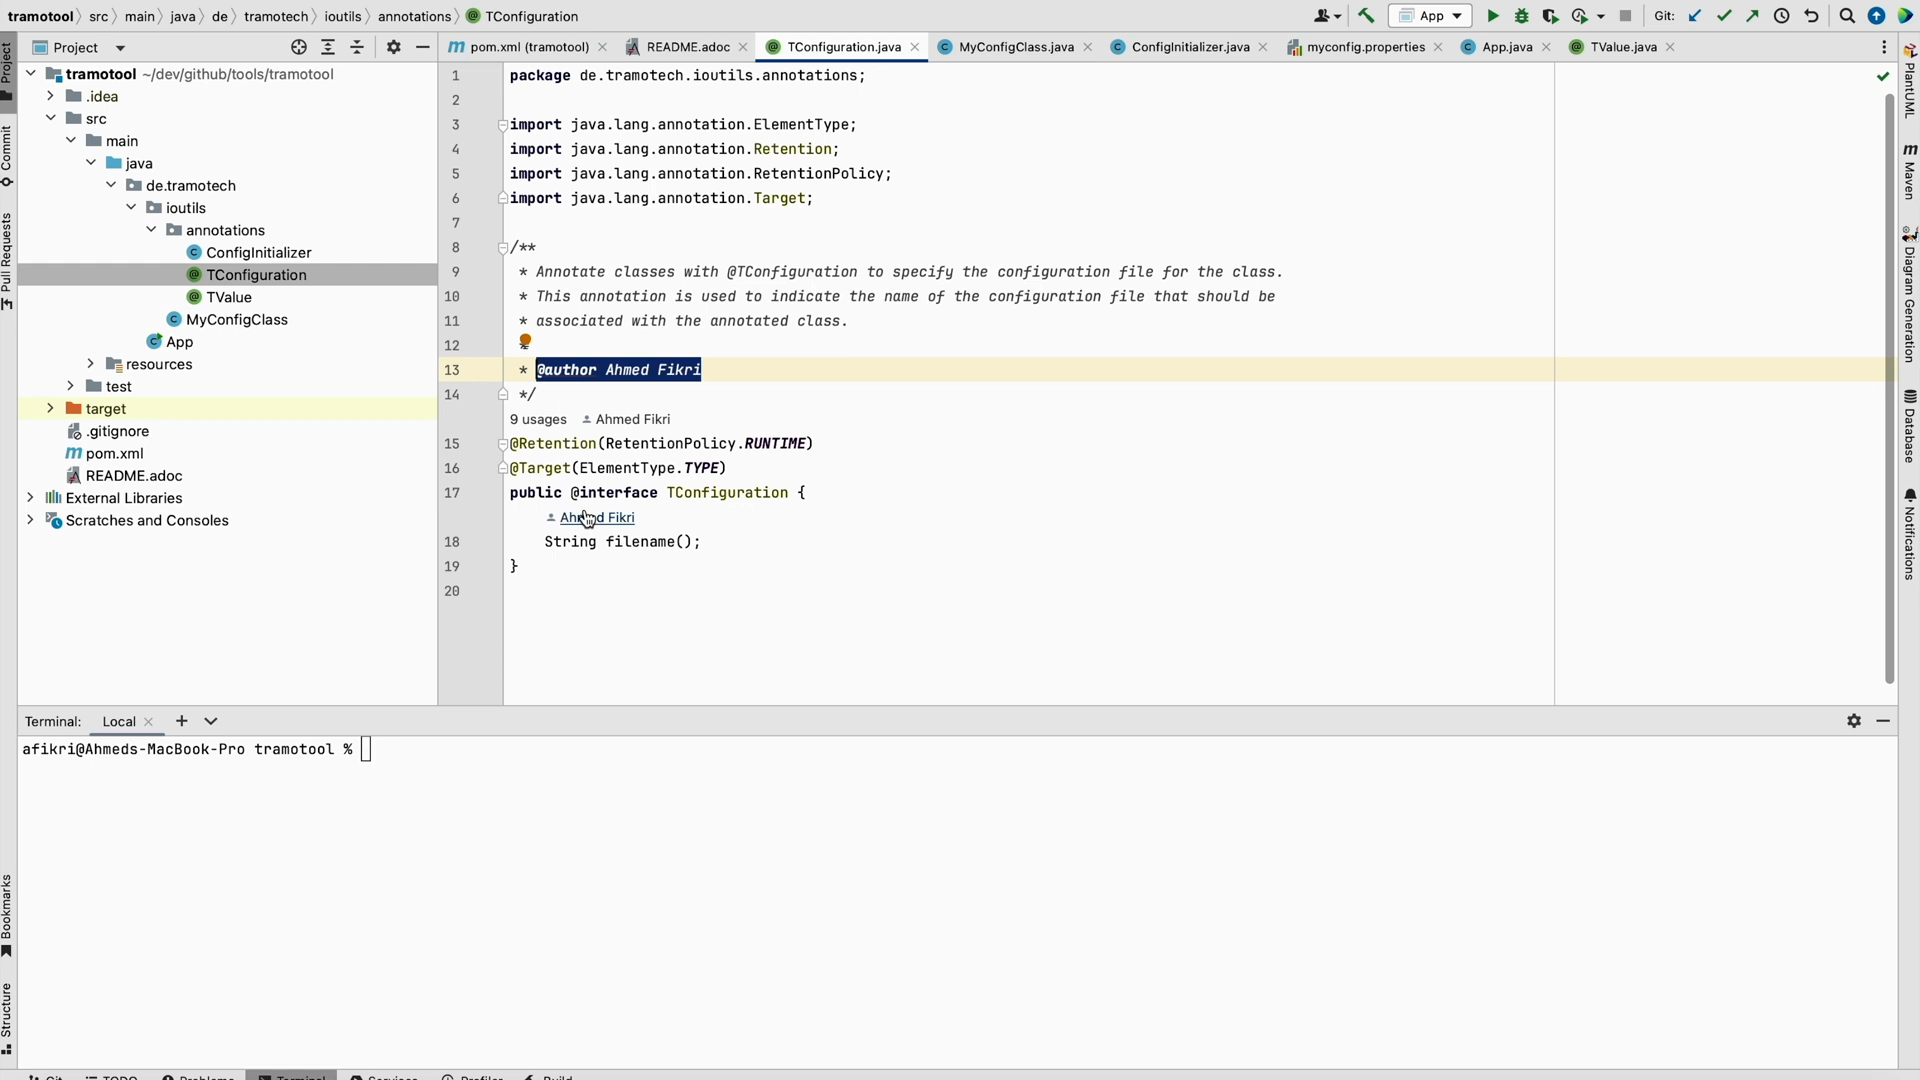 tramotool
src
main
java
de
tramotech
ioutils
annotations
TConfiguration
App
Git:
Project
pom.xml (tramotool)
README.adoc
TConfiguration.java
MyConfigClass.java
ConfigInitializer.java
myconfig.properties
App.java
TValue.java
Project
Commit
Pull Requests
Bookmarks
Structure
tramotool ~/dev/github/tools/tramotool
.idea
src
main
java
de.tramotech
ioutils
annotations
ConfigInitializer
TConfiguration
TValue
MyConfigClass
App
resources
test
target
.gitignore
pom.xml
README.adoc
External Libraries
Scratches and Consoles
1 package de.tramotech.ioutils.annotations;
2
3 import java.lang.annotation.ElementType;
4 import java.lang.annotation.Retention;
5 import java.lang.annotation.RetentionPolicy;
6 import java.lang.annotation.Target;
7
8 /**
9 * Annotate classes with @TConfiguration to specify the configuration file for the class.
10 * This annotation is used to indicate the name of the configuration file that should be
11 * associated with the annotated class.
12 *
13 * @author Ahmed Fikri
14 */
9 usages Ahmed Fikri
15 @Retention(RetentionPolicy.RUNTIME)
16 @Target(ElementType.TYPE)
17 public @interface TConfiguration {
Ahmed Fikri
18 String filename();
19 }
20
PlantUML
Maven
Diagram Generation
Database
Notifications
Terminal: Local
afikri@Ahmeds-MacBook-Pro tramotool %
Git
TODO
Problems
Terminal
Services
Profiler
Build